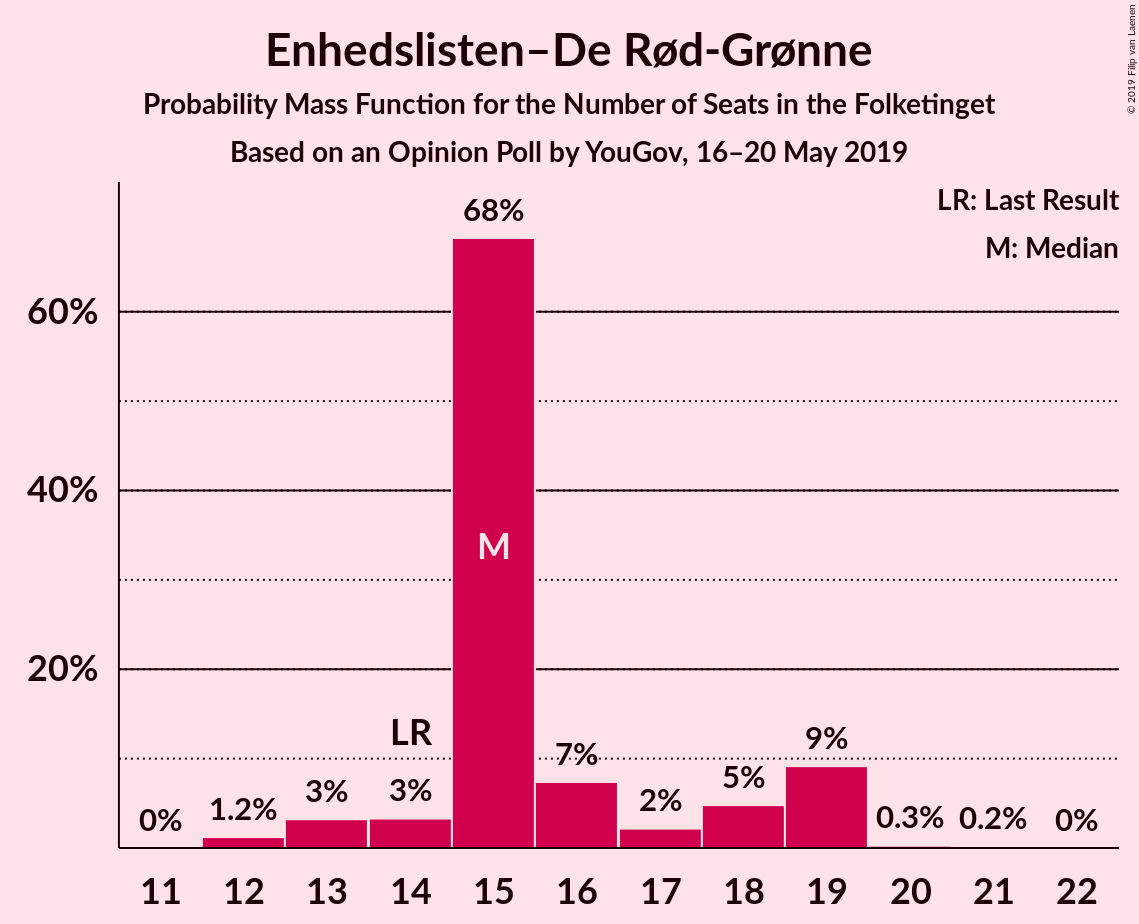 Enhedslisten–De Rød-Grønne
Probability Mass Function for the Number of Seats in the Folketinget
Based on an Opinion Poll by YouGov, 16–20 May 2019
© 2019 Filip van Laenen
LR: Last Result
M: Median
60%
40%
20%
0%
1.2%
3%
LR
3%
68%
M
7%
2%
5%
9%
0.3%
0.2%
0%
11 12 13 14 15 16 17 18 19 20 21 22